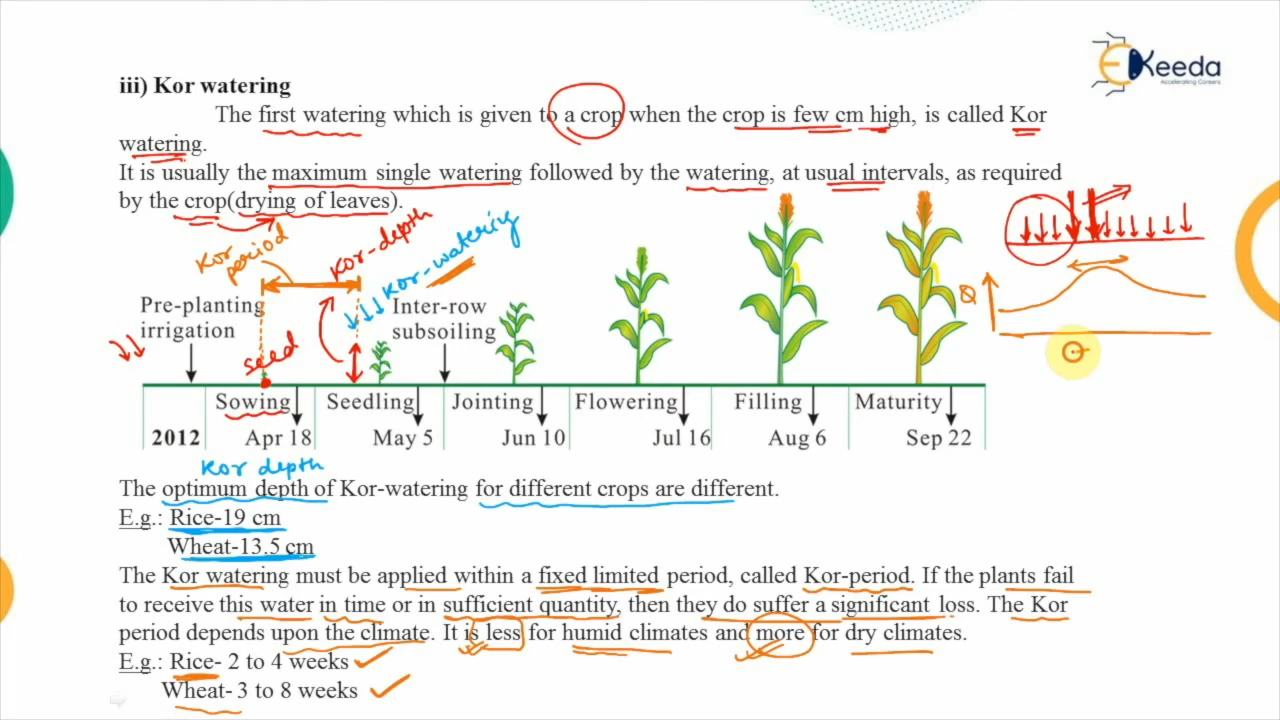 EKeeda
Accelerating Careers
iii) Kor watering
The first watering which is given to a crop when the crop is few cm high, is called Kor
watering.
It is usually the maximum single watering followed by the watering, at usual intervals, as required
by the crop(drying of leaves).
Kor period
Kor-depth
Kor-watering
Pre-planting
irrigation
Inter-row
subsoiling
seed
Q
Sowing Seedling Jointing Flowering Filling Maturity
2012 Apr 18 May 5 Jun 10 Jul 16 Aug 6 Sep 22
Kor depth
The optimum depth of Kor-watering for different crops are different.
E.g.: Rice-19 cm
Wheat-13.5 cm
The Kor watering must be applied within a fixed limited period, called Kor-period. If the plants fail
to receive this water in time or in sufficient quantity, then they do suffer a significant loss. The Kor
period depends upon the climate. It is less for humid climates and more for dry climates.
E.g.: Rice- 2 to 4 weeks
Wheat- 3 to 8 weeks